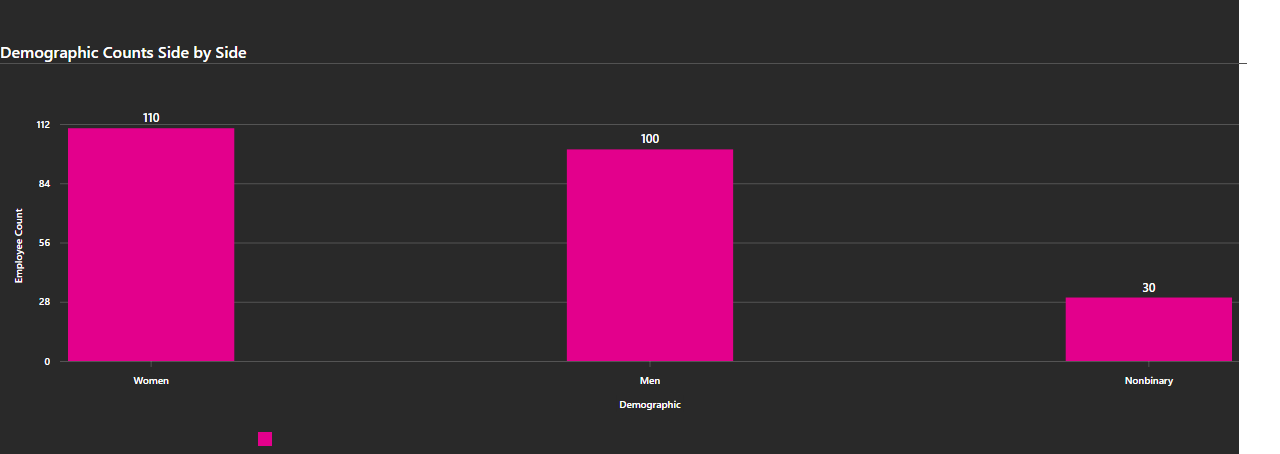 Demographic Counts Side by Side
110
100
30
112
84
56
28
0
Employee Count
Women Men Nonbinary
Demographic